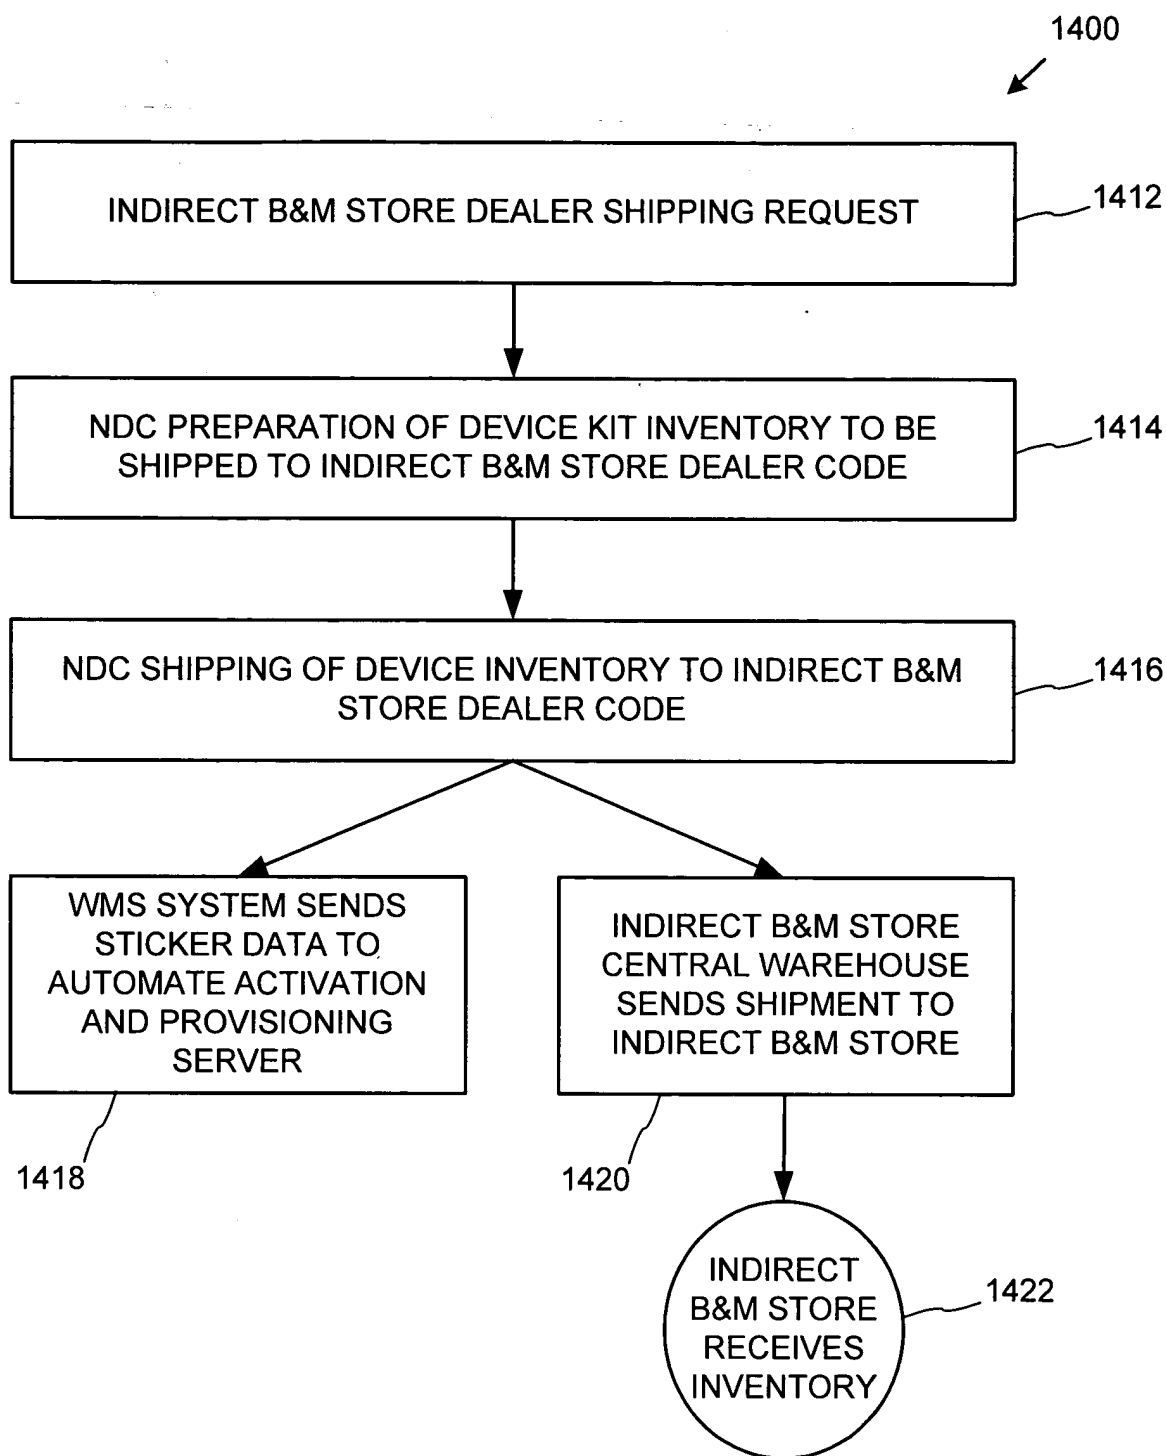 1400
INDIRECT B&M STORE DEALER SHIPPING REQUEST
1412
NDC PREPARATION OF DEVICE KIT INVENTORY TO BE
SHIPPED TO INDIRECT B&M STORE DEALER CODE
1414
NDC SHIPPING OF DEVICE INVENTORY TO INDIRECT B&M
STORE DEALER CODE
1416
WMS SYSTEM SENDS
STICKER DATA TO
AUTOMATE ACTIVATION
AND PROVISIONING
SERVER
1418
INDIRECT B&M STORE
CENTRAL WAREHOUSE
SENDS SHIPMENT TO
INDIRECT B&M STORE
1420
INDIRECT
B&M STORE
RECEIVES
INVENTORY
1422